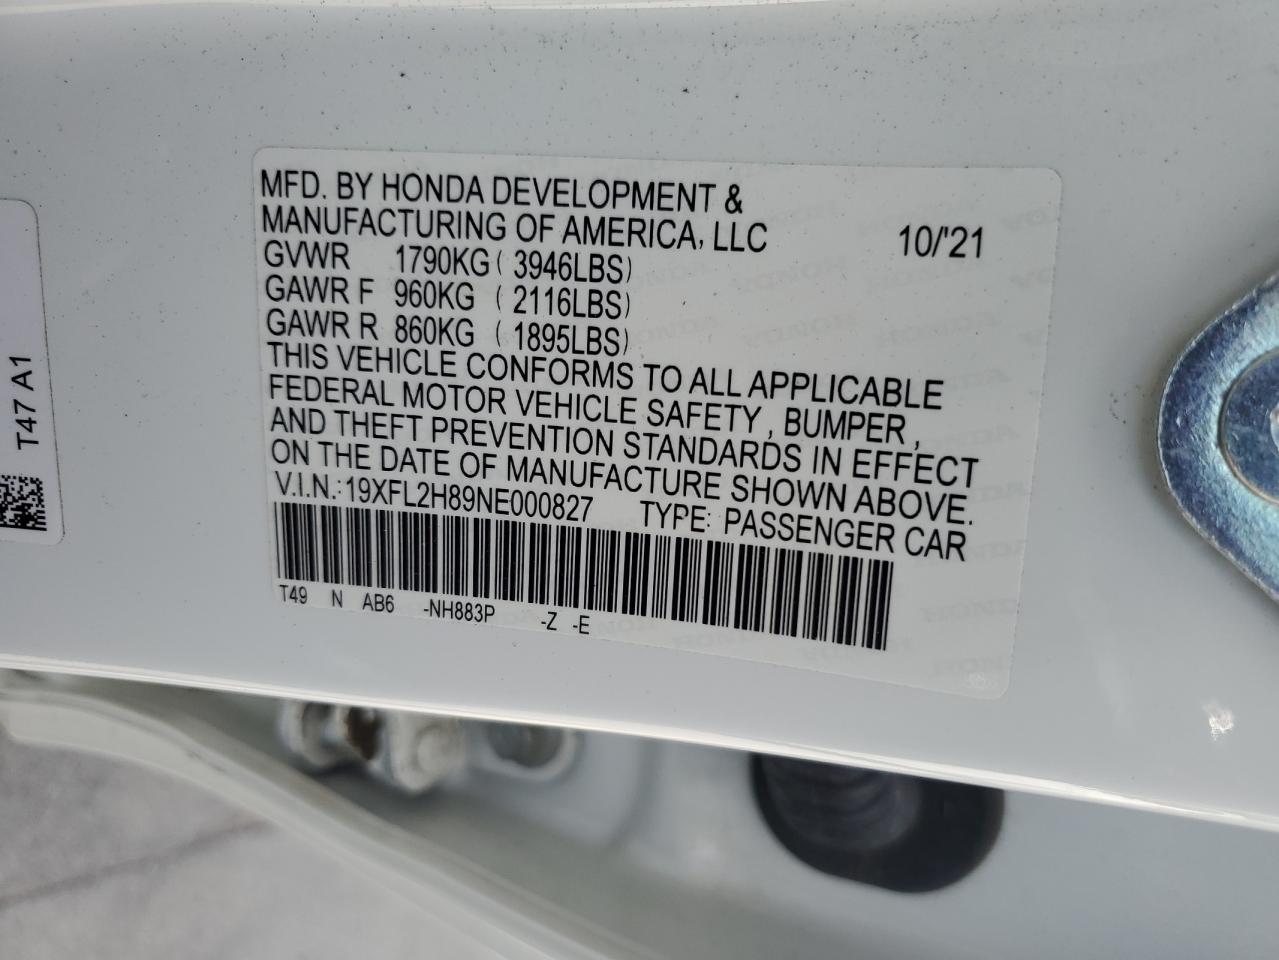 MFD. BY HONDA DEVELOPMENT &
MANUFACTURING OF AMERICA, LLC 10/'21
GVWR 1790KG ( 3946LBS)
GAWR F 960KG ( 2116LBS)
GAWR R 860KG ( 1895LBS)
THIS VEHICLE CONFORMS TO ALL APPLICABLE
FEDERAL MOTOR VEHICLE SAFETY , BUMPER ,
AND THEFT PREVENTION STANDARDS IN EFFECT
ON THE DATE OF MANUFACTURE SHOWN ABOVE.
V.I.N.: 19XFL2H89NE000827 TYPE: PASSENGER CAR
T49 N AB6 -NH883P -Z -E
T47 A1